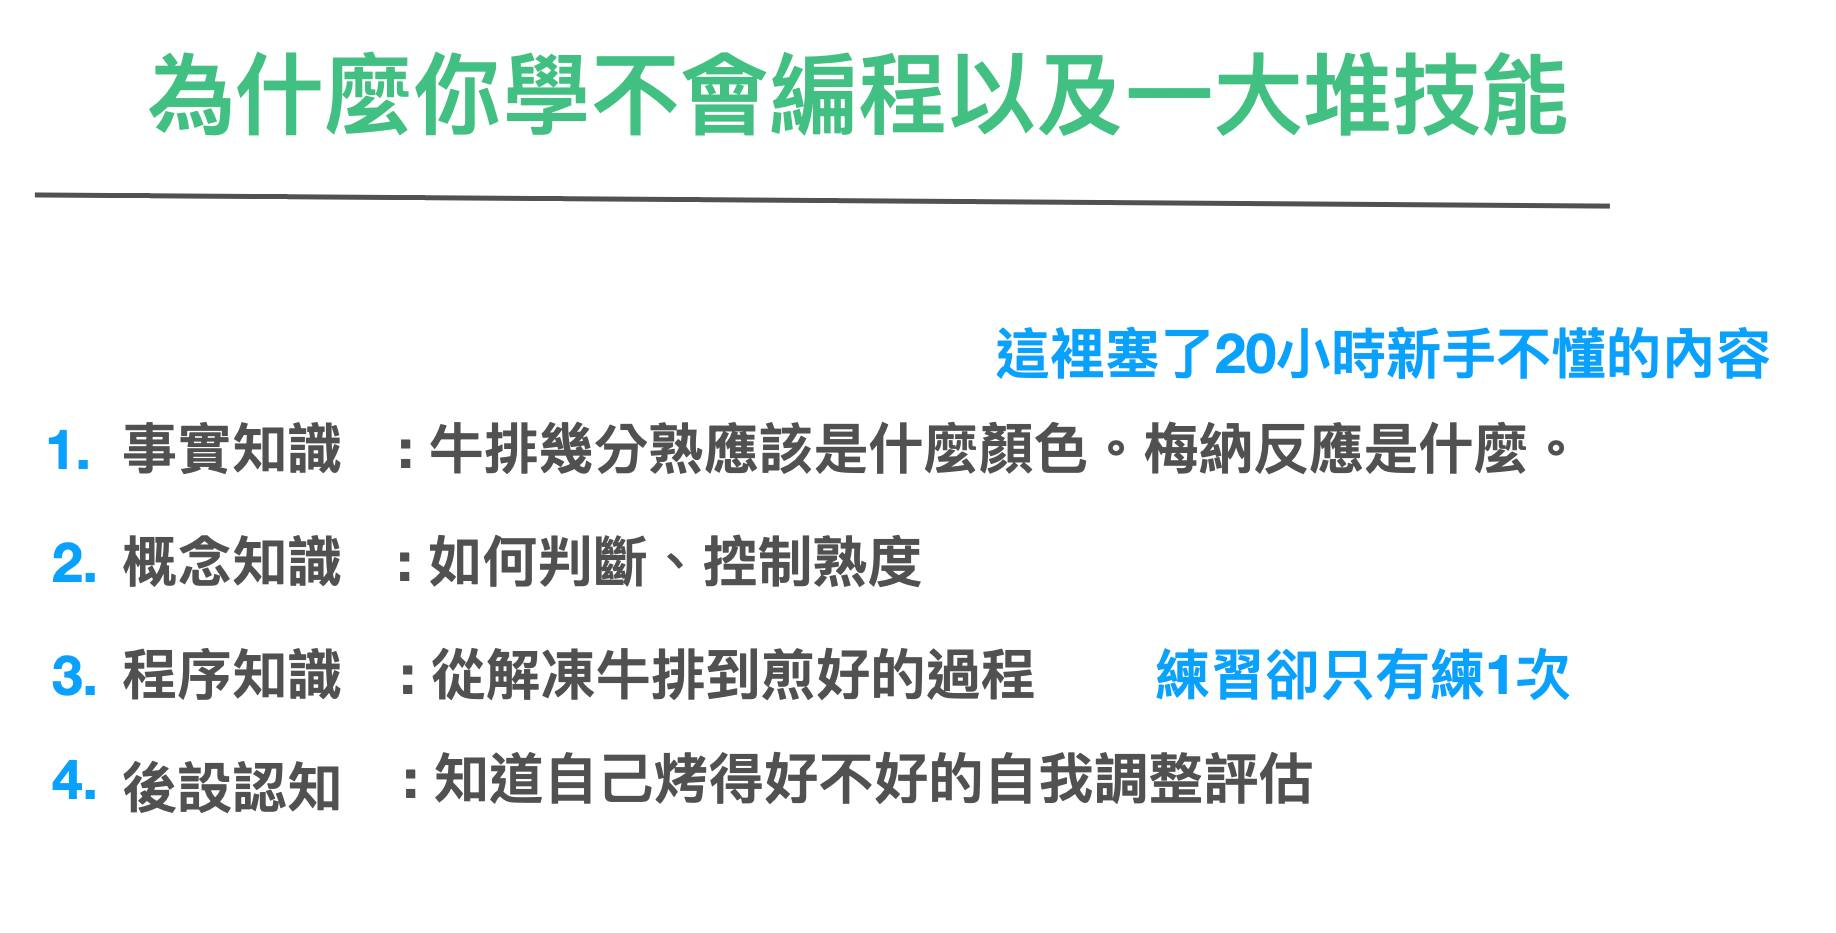 為什麼你學不會編程以及一大堆技能
這裡塞了20小時新手不懂的內容
1. 事實知識 : 牛排幾分熟應該是什麼顏色。梅納反應是什麼。
2. 概念知識 : 如何判斷、控制熟度
3. 程序知識 : 從解凍牛排到煎好的過程 練習卻只有練1次
4. 後設認知 : 知道自己烤得好不好的自我調整評估